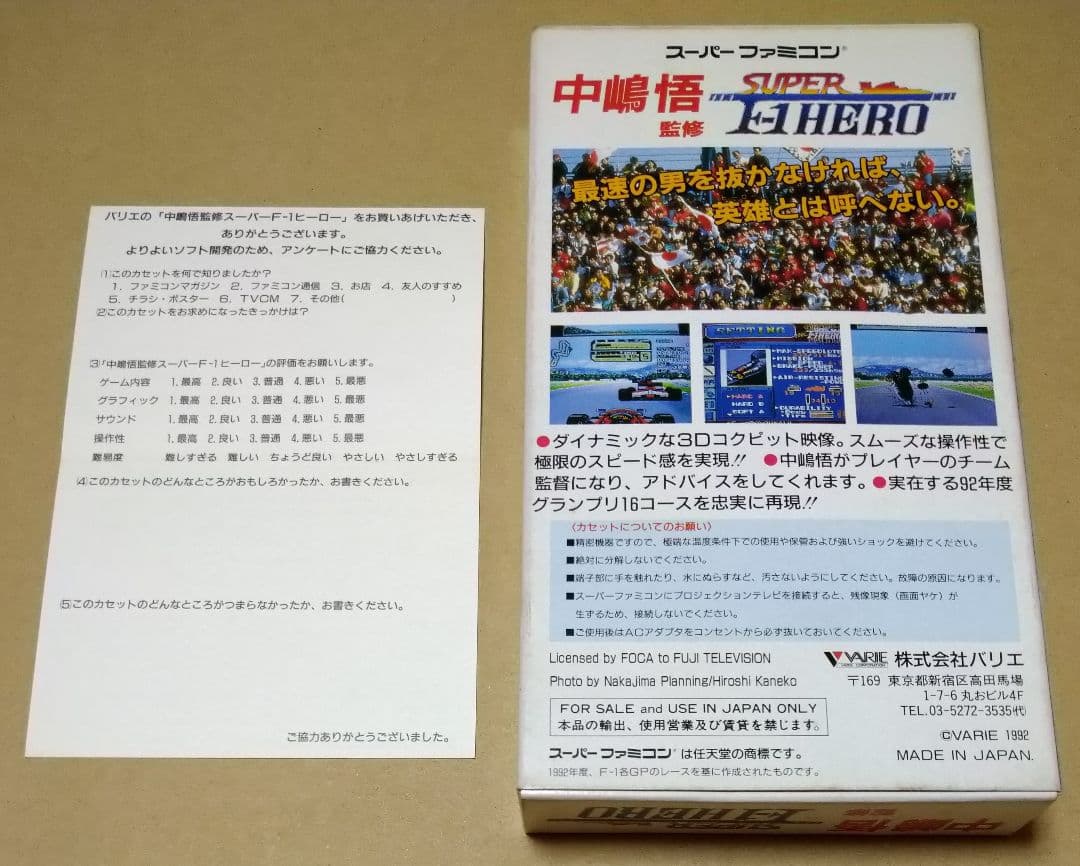 バリエの「中嶋悟監修スーパーF-1ヒーロー」をお買いあげいただき、
ありがとうございます。
よりよいソフト開発のため、アンケートにご協力ください。
(1)このカセットを何で知りましたか?
1. ファミコンマガジン 2. ファミコン通信 3. お店 4. 友人のすすめ
5. チラシ・ポスター 6. TVCM 7. その他( )
(2)このカセットをお求めになったきっかけは?
(3)「中嶋悟監修スーパーF-1ヒーロー」の評価をお願いします。
ゲーム内容 1.最高 2.良い 3.普通 4.悪い 5.最悪
グラフィック 1.最高 2.良い 3.普通 4.悪い 5.最悪
サウンド 1.最高 2.良い 3.普通 4.悪い 5.最悪
操作性 1.最高 2.良い 3.普通 4.悪い 5.最悪
難易度 難しすぎる 難しい ちょうど良い やさしい やさしすぎる
(4)このカセットのどんなところがおもしろかったか、お書きください。
(5)このカセットのどんなところがつまらなかったか、お書きください。
ご協力ありがとうございました。
スーパーファミコン®
中嶋悟
監修
SUPER
F-1 HERO
最速の男を抜かなければ、
英雄とは呼べない。
SETTING
HARD A
HARD B
SOFT A
●ダイナミックな3Dコクピット映像。スムーズな操作性で
極限のスピード感を実現!! ●中嶋悟がプレイヤーのチーム
監督になり、アドバイスをしてくれます。●実在する92年度
グランプリ16コースを忠実に再現!!
〈カセットについてのお願い〉
■精密機器ですので、極端な温度条件下での使用や保管および強いショックを避けてください。
■絶対に分解しないでください。
■端子部に手を触れたり、水にぬらすなど、汚さないようにしてください。故障の原因になります。
■スーパーファミコンにプロジェクションテレビを接続すると、残像現象(画面ヤケ)が
生ずるため、接続しないでください。
■ご使用後はACアダプタをコンセントから必ず抜いておいてください。
Licensed by FOCA to FUJI TELEVISION
Photo by Nakajima Planning/Hiroshi Kaneko
VARIE 株式会社バリエ
〒169 東京都新宿区高田馬場
1-7-6 丸おビル4F
TEL.03-5272-3535㈹
FOR SALE and USE IN JAPAN ONLY
本品の輸出、使用営業及び賃貸を禁じます。
©VARIE 1992
MADE IN JAPAN.
スーパーファミコン®は任天堂の商標です。
1992年度、F-1各GPのレースを基に作成されたものです。
SUPER
F-1 HERO
中嶋悟
監修